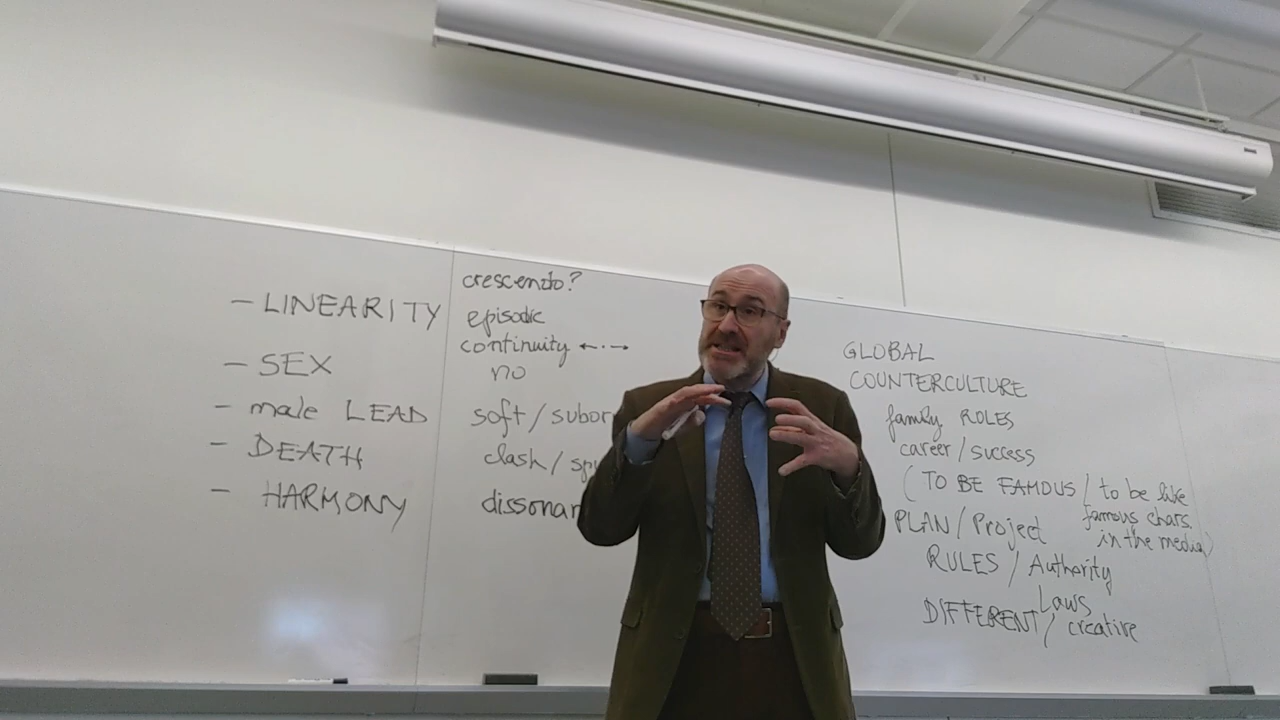 crescendo?
- LINEARITY episodic
continuity
- SEX no
- male LEAD soft / subor
- DEATH clash /
- HARMONY dissonan
GLOBAL
COUNTERCULTURE
family ROLES
career / success
(TO BE FAMOUS / to be like
famous chars.
in the media)
PLAN / Project
RULES / Authority
Laws
DIFFERENT / creative